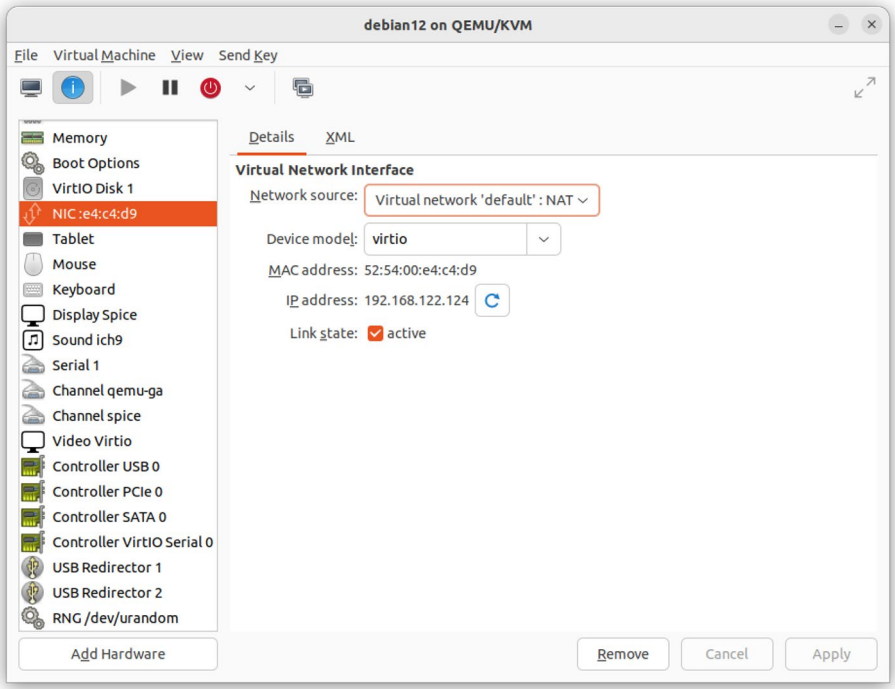 debian12 on QEMU/KVM
File Virtual Machine View Send Key
Memory
Boot Options
VirtIO Disk 1
NIC :e4:c4:d9
Tablet
Mouse
Keyboard
Display Spice
Sound ich9
Serial 1
Channel qemu-ga
Channel spice
Video Virtio
Controller USB 0
Controller PCIe 0
Controller SATA 0
Controller VirtIO Serial 0
USB Redirector 1
USB Redirector 2
RNG /dev/urandom
Add Hardware
Details XML
Virtual Network Interface
Network source: Virtual network 'default' : NAT
Device model: virtio
MAC address: 52:54:00:e4:c4:d9
IP address: 192.168.122.124
Link state: active
Remove Cancel Apply